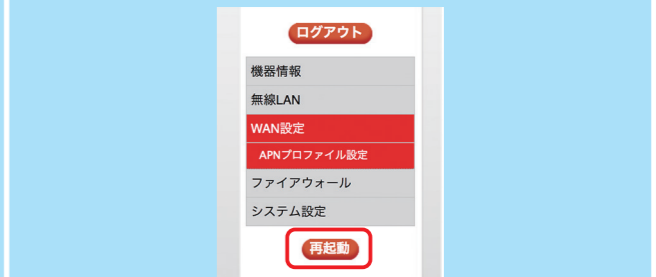 ログアウト
機器情報
無線LAN
WAN設定
APNプロファイル設定
ファイアウォール
システム設定
再起動